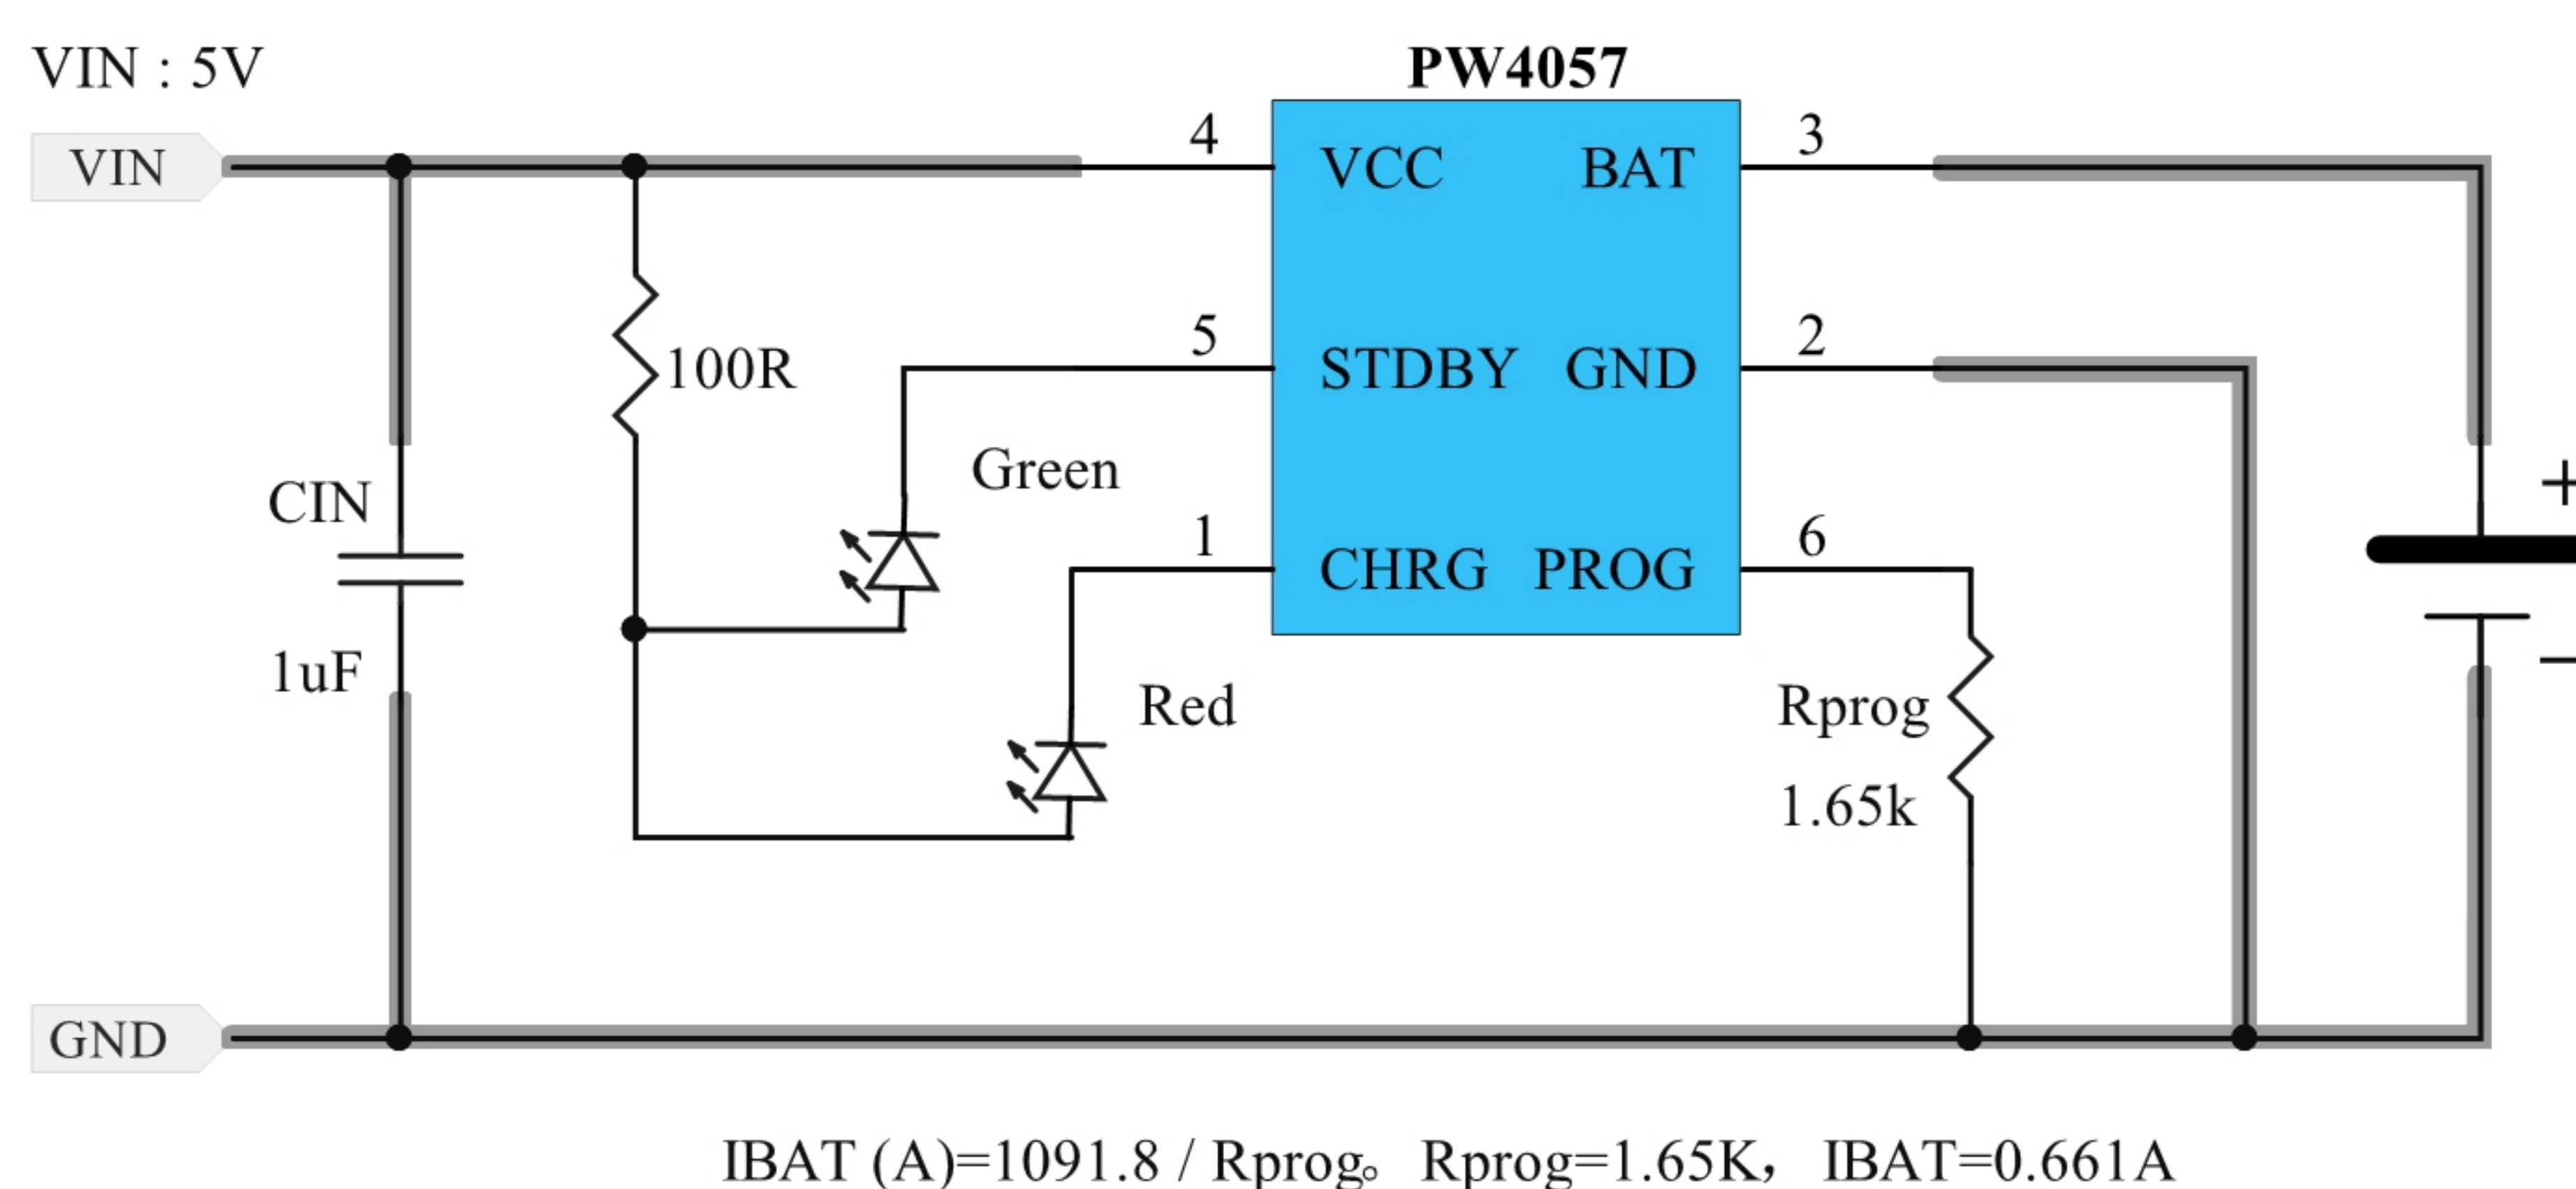 VIN : 5V
PW4057
VIN
4
VCC
BAT
3
100R
5
STDBY
GND
2
Green
CIN
+
1
CHRG
PROG
6
1uF
Red
Rprog
−
1.65k
GND
IBAT (A)=1091.8 / Rprog。 Rprog=1.65K， IBAT=0.661A